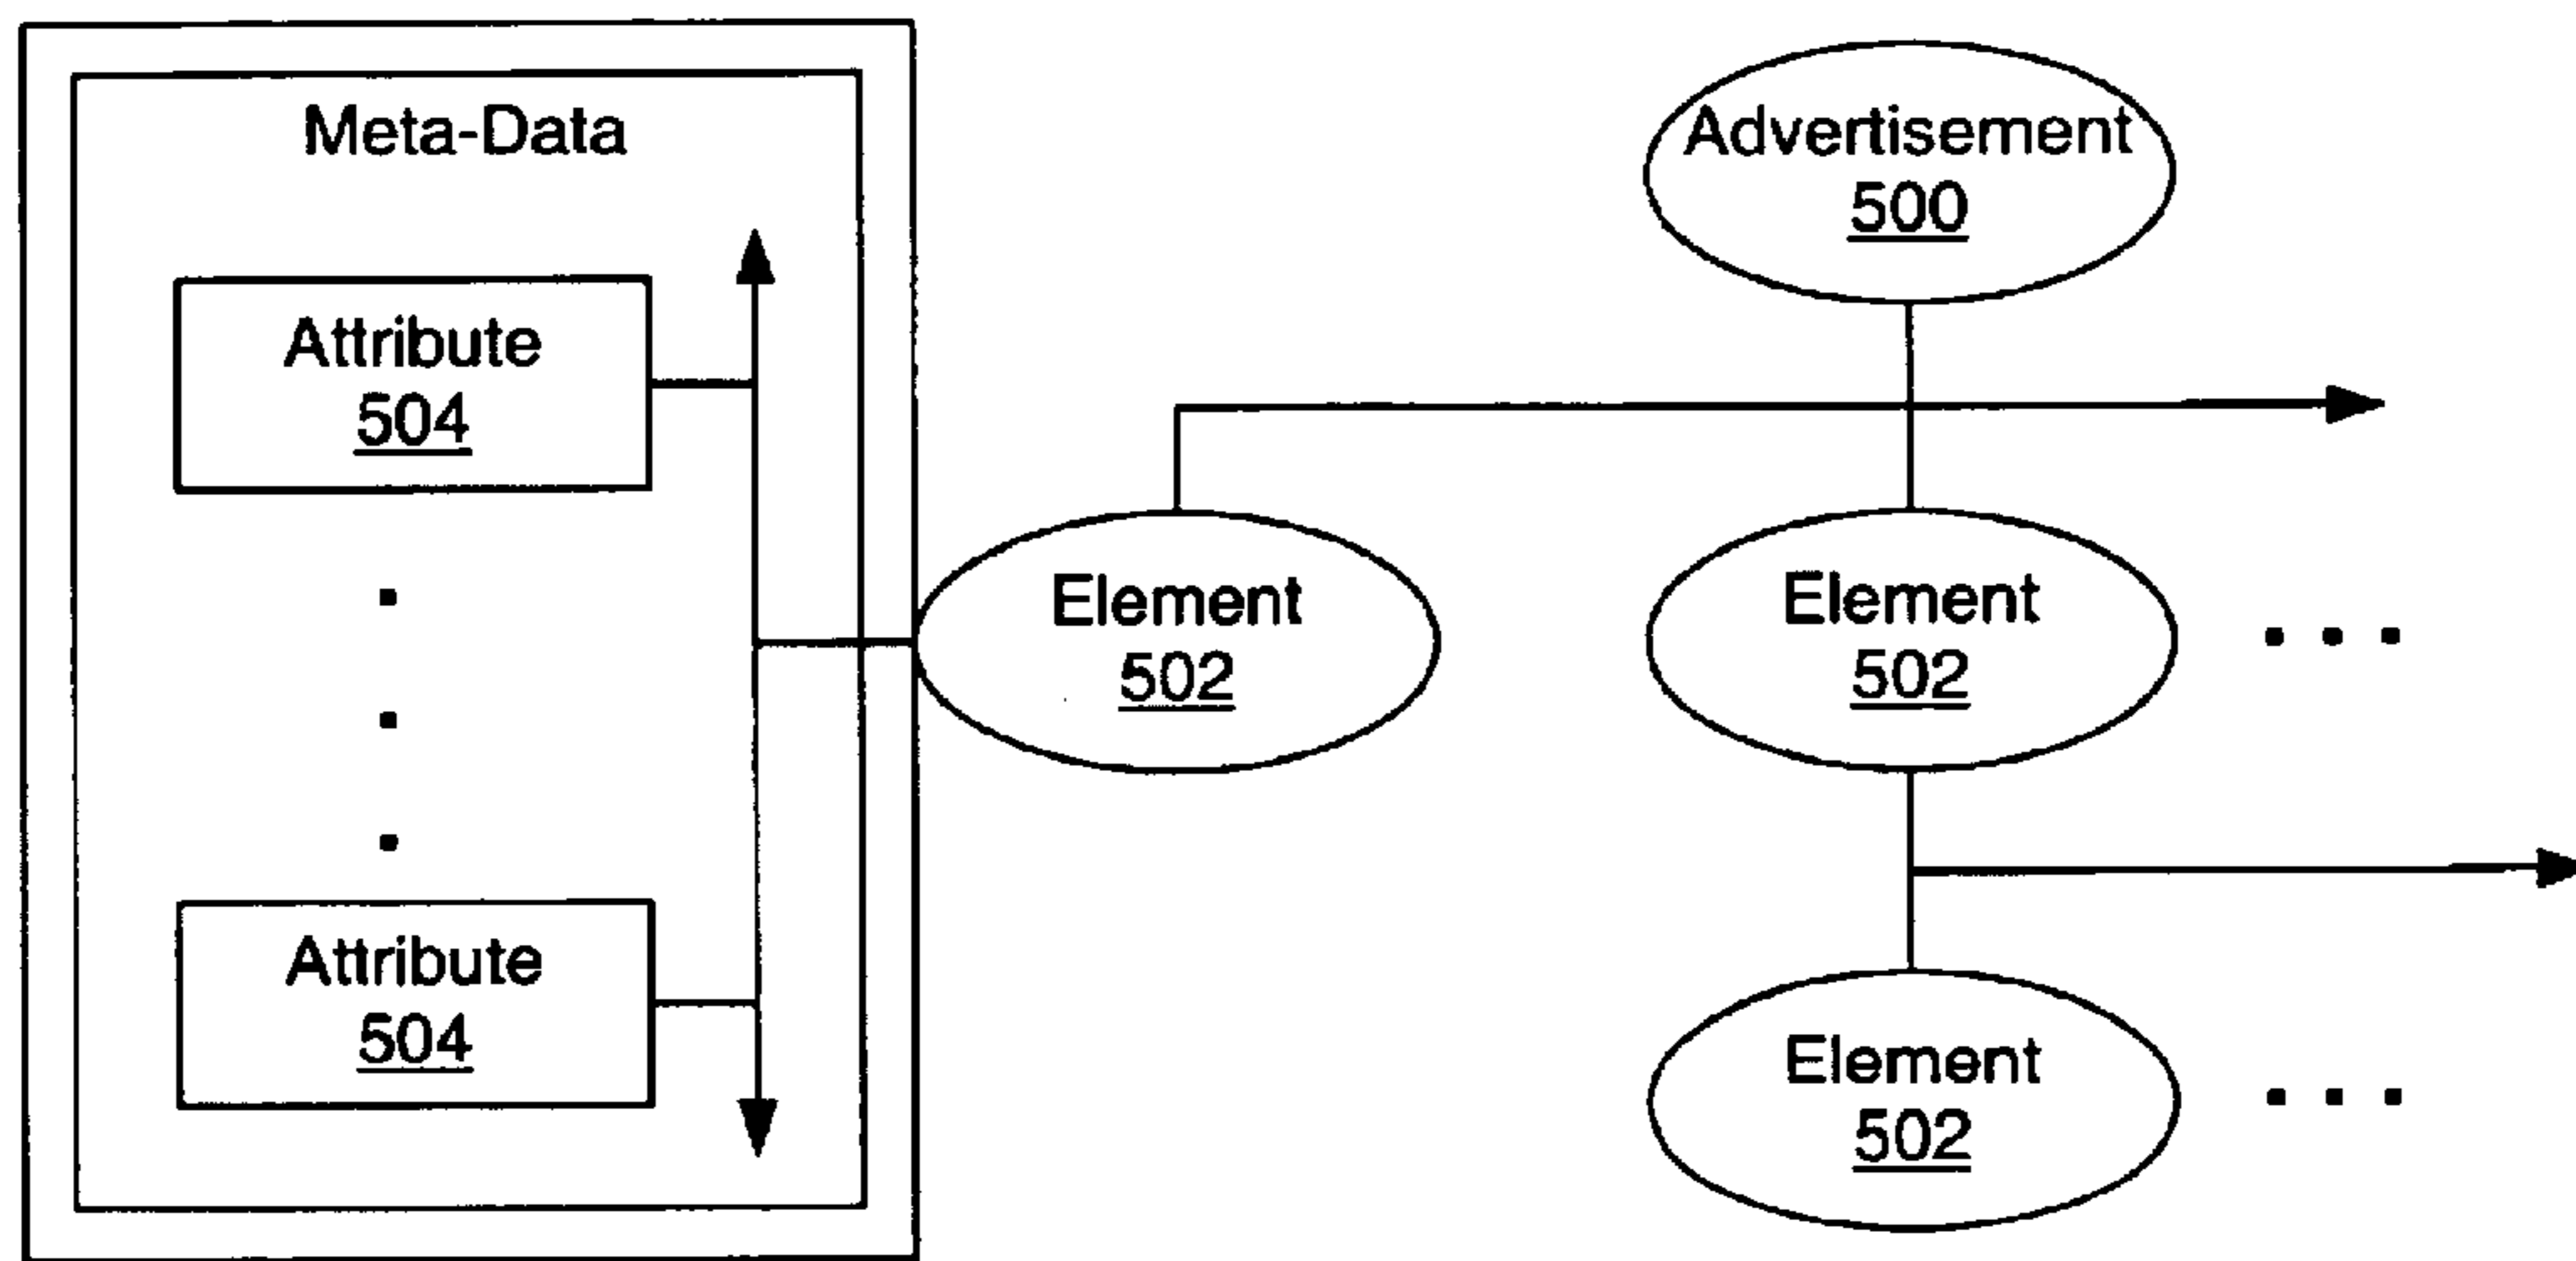 Meta-Data
Attribute
504
Attribute
504
Advertisement
500
Element
502
Element
502
Element
502